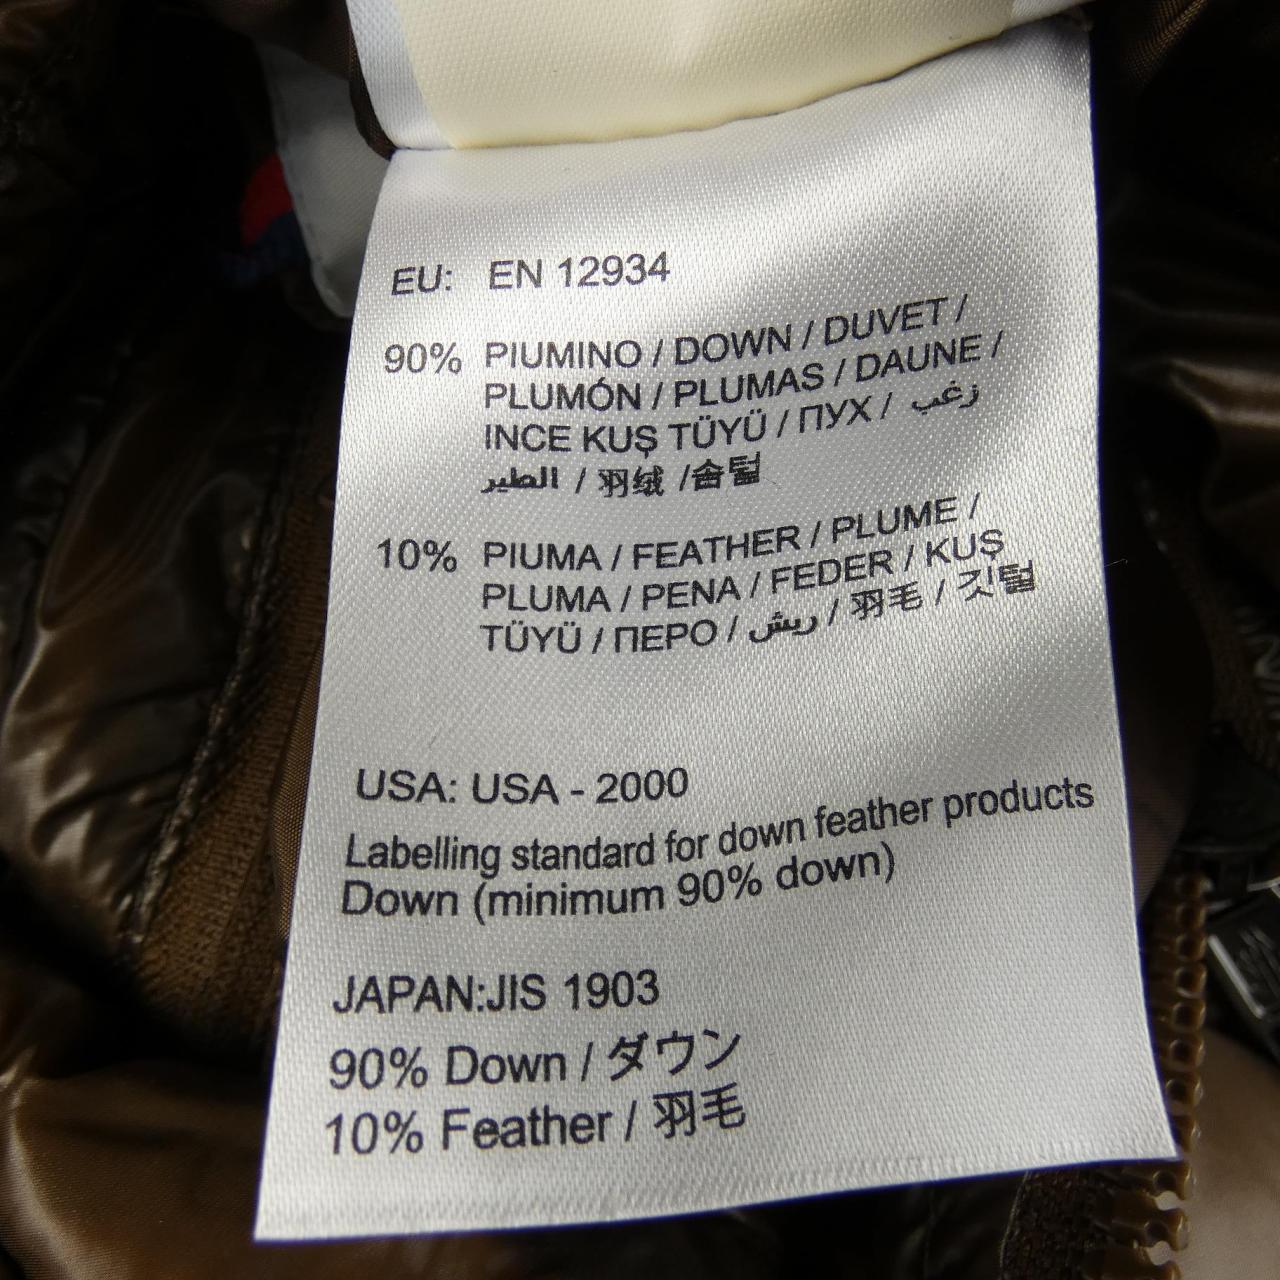 EU: EN 12934
90% PIUMINO / DOWN / DUVET /
PLUMÓN / PLUMAS / DAUNE /
INCE KUŞ TÜYÜ / ПУХ / زغب
الطير / 羽绒 /솜털
10% PIUMA / FEATHER / PLUME /
PLUMA / PENA / FEDER / KUŞ
TÜYÜ / ПЕРО / ريش / 羽毛 / 깃털
USA: USA - 2000
Labelling standard for down feather products
Down (minimum 90% down)
JAPAN:JIS 1903
90% Down / ダウン
10% Feather / 羽毛